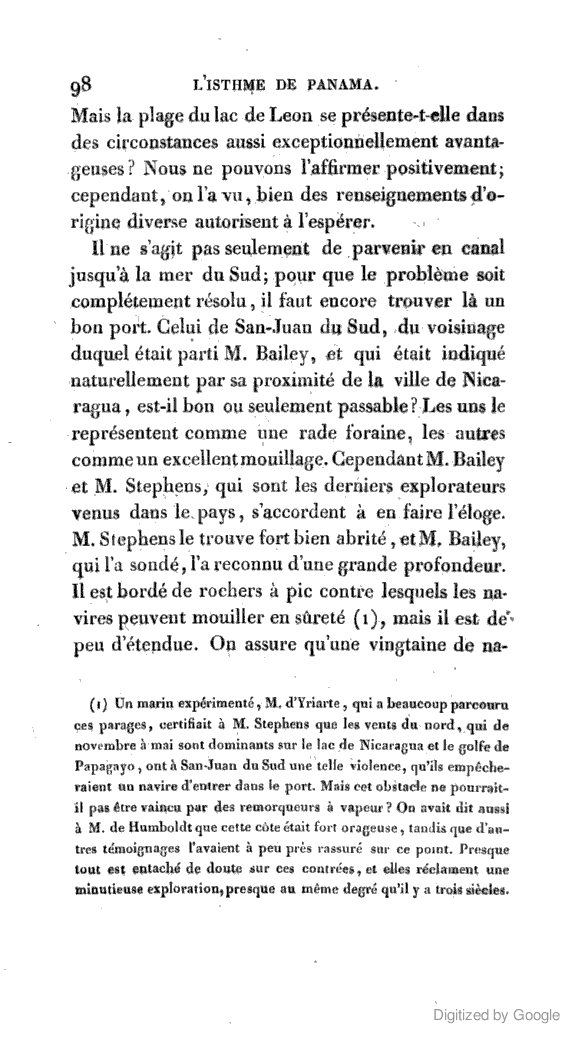 98 L'ISTHME DE PANAMA.
Mais la plage du lac de Leon se présente-t-elle dans
des circonstances aussi exceptionnellement avanta-
geuses? Nous ne pouvons l'affirmer positivement;
cependant, on l'a vu, bien des renseignements d'o-
rigine diverse autorisent à l'espérer.
Il ne s'agit pas seulement de parvenir en canal
jusqu'à la mer du Sud; pour que le problème soit
complétement résolu, il faut encore trouver là un
bon port. Celui de San-Juan du Sud, du voisinage
duquel était parti M. Bailey, et qui était indiqué
naturellement par sa proximité de la ville de Nica-
ragua, est-il bon ou seulement passable? Les uns le
représentent comme une rade foraine, les autres
comme un excellent mouillage. Cependant M. Bailey
et M. Stephens, qui sont les derniers explorateurs
venus dans le pays, s'accordent à en faire l'éloge.
M. Stephens le trouve fort bien abrité, et M. Bailey,
qui l'a sondé, l'a reconnu d'une grande profondeur.
Il est bordé de rochers à pic contre lesquels les na-
vires peuvent mouiller en sûreté (1), mais il est de
peu d'étendue. On assure qu'une vingtaine de na-
(1) Un marin expérimenté, M. d'Yriarte, qui a beaucoup parcouru
ces parages, certifiait à M. Stephens que les vents du nord, qui de
novembre à mai sont dominants sur le lac de Nicaragua et le golfe de
Papagayo, ont à San-Juan du Sud une telle violence, qu'ils empêche-
raient un navire d'entrer dans le port. Mais cet obstacle ne pourrait-
il pas être vaincu par des remorqueurs à vapeur? On avait dit aussi
à M. de Humboldt que cette côte était fort orageuse, tandis que d'au-
tres témoignages l'avaient à peu près rassuré sur ce point. Presque
tout est entaché de doute sur ces contrées, et elles réclament une
minutieuse exploration, presque au même degré qu'il y a trois siècles.
Digitized by Google